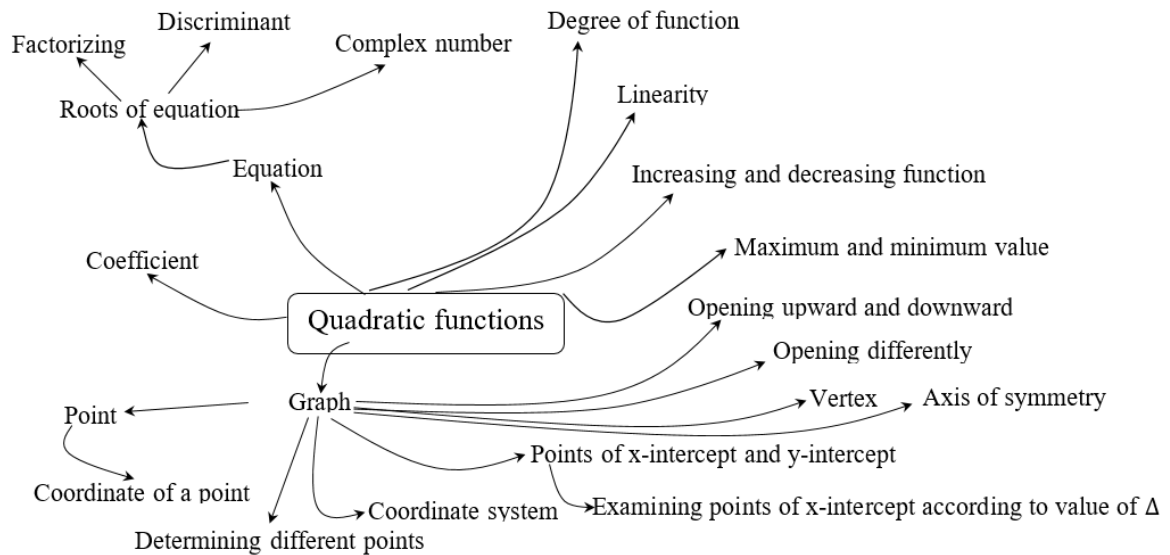 Degree of function
Discriminant
Factorizing
Complex number
Linearity
Roots of equation
Equation
Increasing and decreasing function
Maximum and minimum value
Coefficient
Opening upward and downward
Quadratic functions
Opening differently
Graph
Vertex
Axis of symmetry
Point
Points of x-intercept and y-intercept
Coordinate of a point
Examining points of x-intercept according to value of Δ
Coordinate system
Determining different points